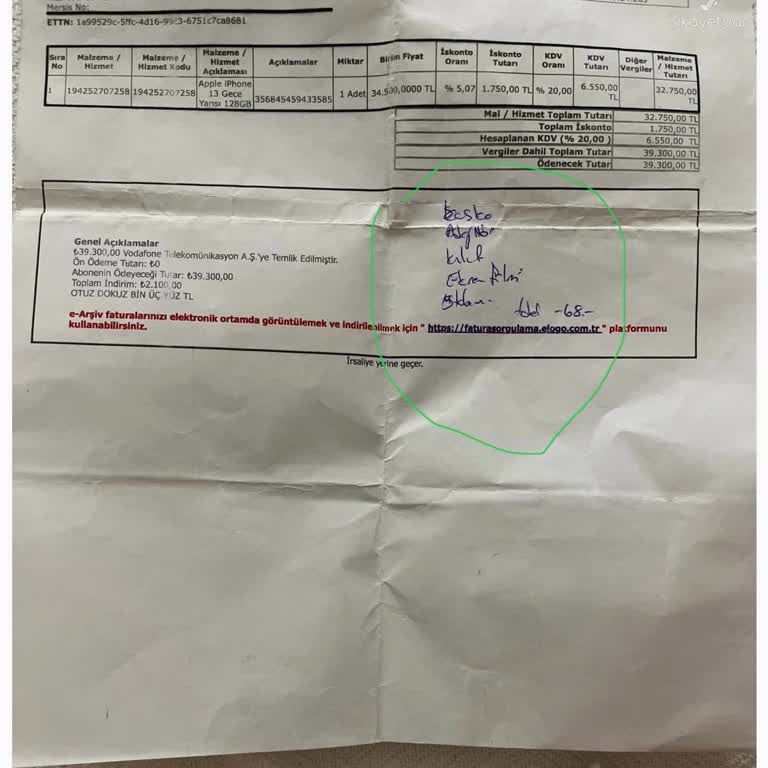 Mersis No:
ETTN: 1a99529c-5ffc-4d16-99c3-6751c7ca8681
Sıra No Malzeme / Hizmet Malzeme / Hizmet Kodu Malzeme / Hizmet Açıklaması Açıklamalar Miktar Birim Fiyat İskonto Oranı İskonto Tutarı KDV Oranı KDV Tutarı Diğer Vergiler Malzeme / Hizmet Tutarı
1 194252707258 194252707258 Apple iPhone 13 Gece Yarısı 128GB 356845459433585 1 Adet 34.500,0000 TL % 5,07 1.750,00 TL % 20,00 6.550,00 TL 32.750,00 TL
Mal / Hizmet Toplam Tutarı 32.750,00 TL
Toplam İskonto 1.750,00 TL
Hesaplanan KDV (% 20,00 ) 6.550,00 TL
Vergiler Dahil Toplam Tutar 39.300,00 TL
Ödenecek Tutar 39.300,00 TL
Genel Açıklamalar
₺39.300,00 Vodafone Telekomünikasyon A.Ş.'ye Temlik Edilmiştir.
Ön Ödeme Tutarı: ₺0
Abonenin Ödeyeceği Tutar: ₺39.300,00
Toplam İndirim: ₺2.100,00
OTUZ DOKUZ BİN ÜÇ YÜZ TL
kılıf
-68.-
e-Arşiv faturalarınızı elektronik ortamda görüntülemek ve indirilebilmek için " https://faturasorgulama.elogo.com.tr " platformunu
kullanabilirsiniz.
İrsaliye yerine geçer.